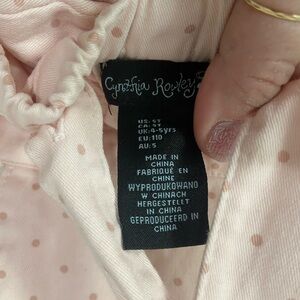 Cynthia Rowley
US: 5T
CA: 5T
UK: 4-5YRS
EU: 110
AU: 5
MADE IN
CHINA
FABRIQUÉ EN
CHINE
WYPRODUKOWANO
W CHINACH
HERGESTELLT
IN CHINA
GEPRODUCEERD IN
CHINA